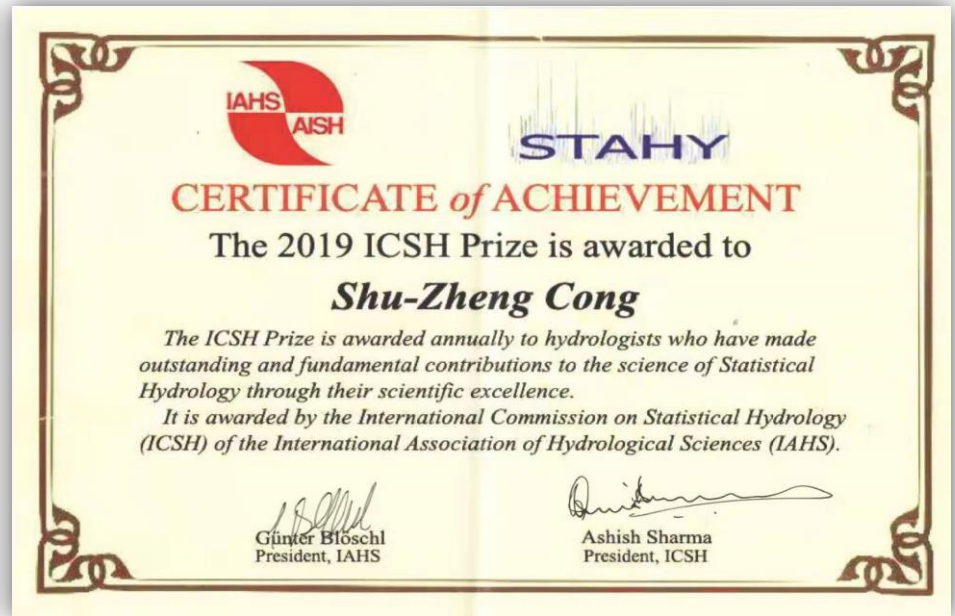 IAHS
AISH
STAHY
CERTIFICATE of ACHIEVEMENT
The 2019 ICSH Prize is awarded to
Shu-Zheng Cong
The ICSH Prize is awarded annually to hydrologists who have made
outstanding and fundamental contributions to the science of Statistical
Hydrology through their scientific excellence.
It is awarded by the International Commission on Statistical Hydrology
(ICSH) of the International Association of Hydrological Sciences (IAHS).
Günter Blöschl
President, IAHS
Ashish Sharma
President, ICSH